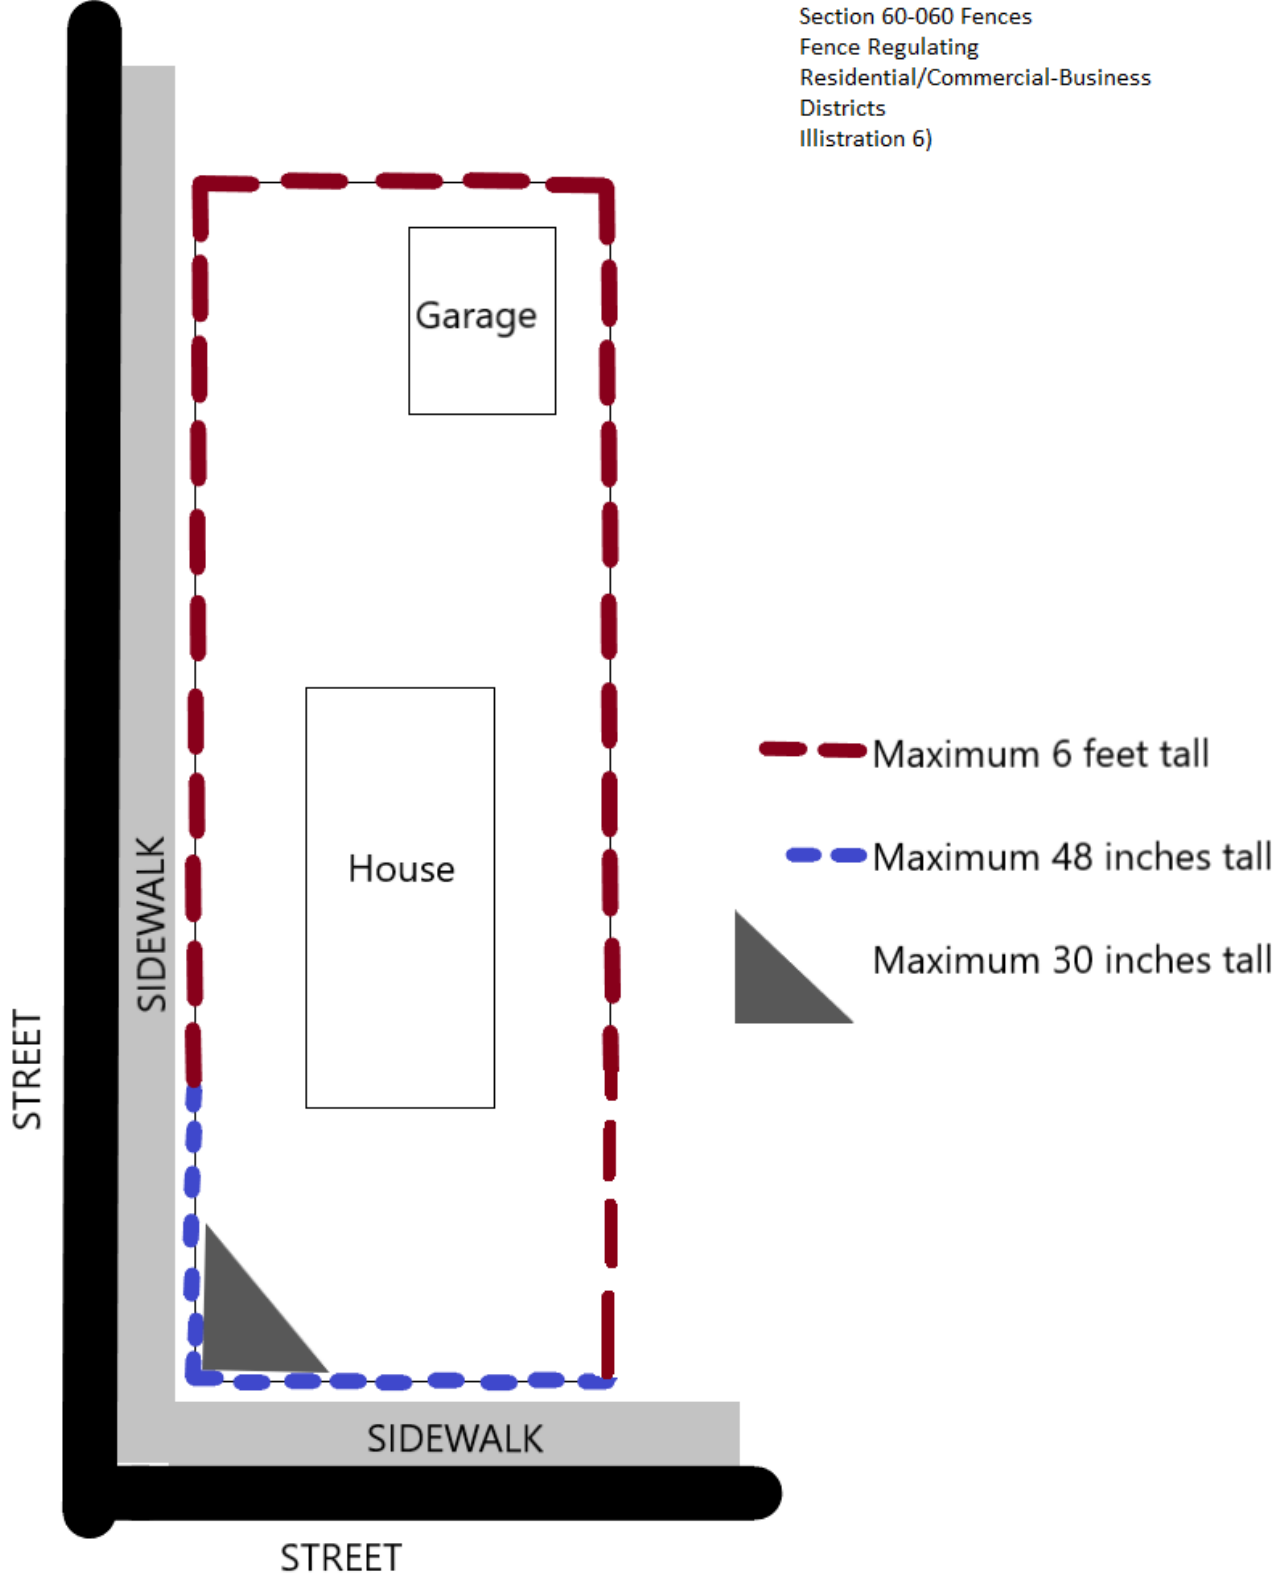 Section 60-060 Fences
Fence Regulating
Residential/Commercial-Business
Districts
Illistration 6)
Garage
House
Maximum 6 feet tall
Maximum 48 inches tall
Maximum 30 inches tall
SIDEWALK
STREET
SIDEWALK
STREET